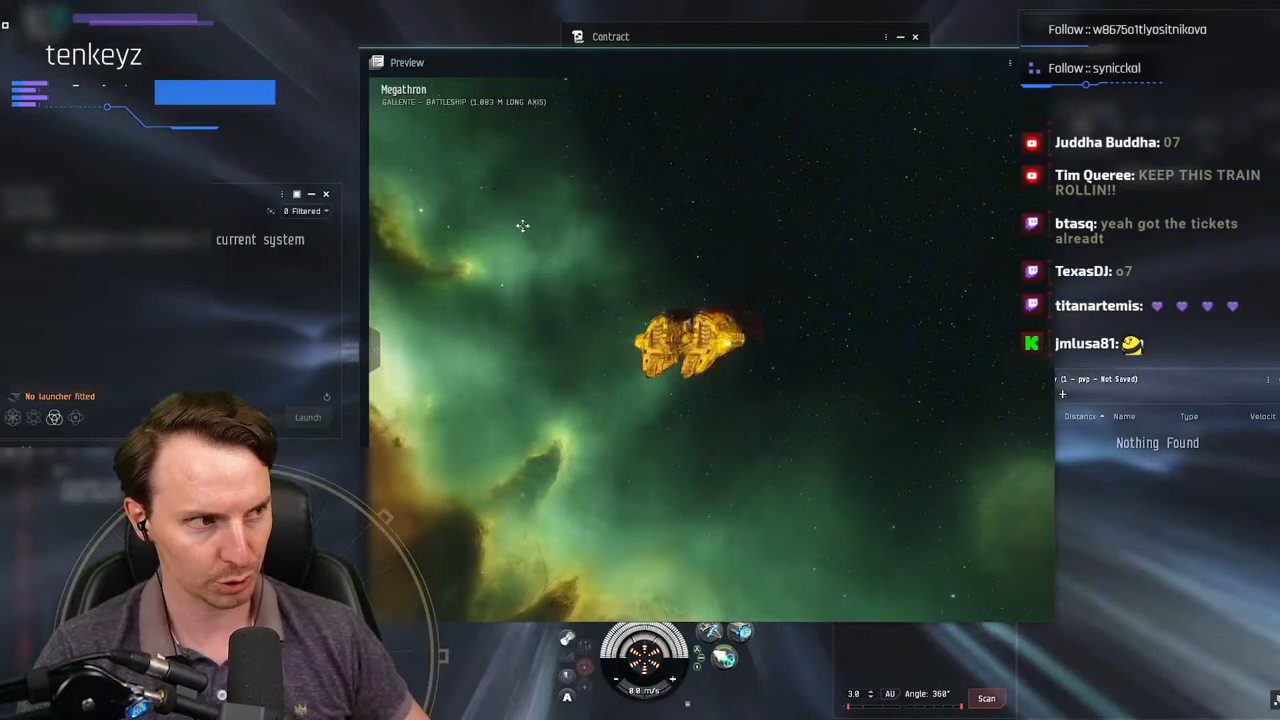 tenkeyz
Contract
Preview
Megathron
GALLENTE – BATTLESHIP (1.083 M LONG AXIS)
0 Filtered
current system
No launcher fitted
Launch
Follow :: w8675o1tlyositnikova
Follow :: synicckal
Juddha Buddha: 07
Tim Queree: KEEP THIS TRAIN
ROLLIN!!
btasq: yeah got the tickets
alreadt
TexasDJ: o7
titanartemis:
jmlusa81:
(1 – pvp – Not Saved)
+
Distanc Name Type Velocit
Nothing Found
- +
0.0 m/s
A
3.0 AU Angle: 360° Scan